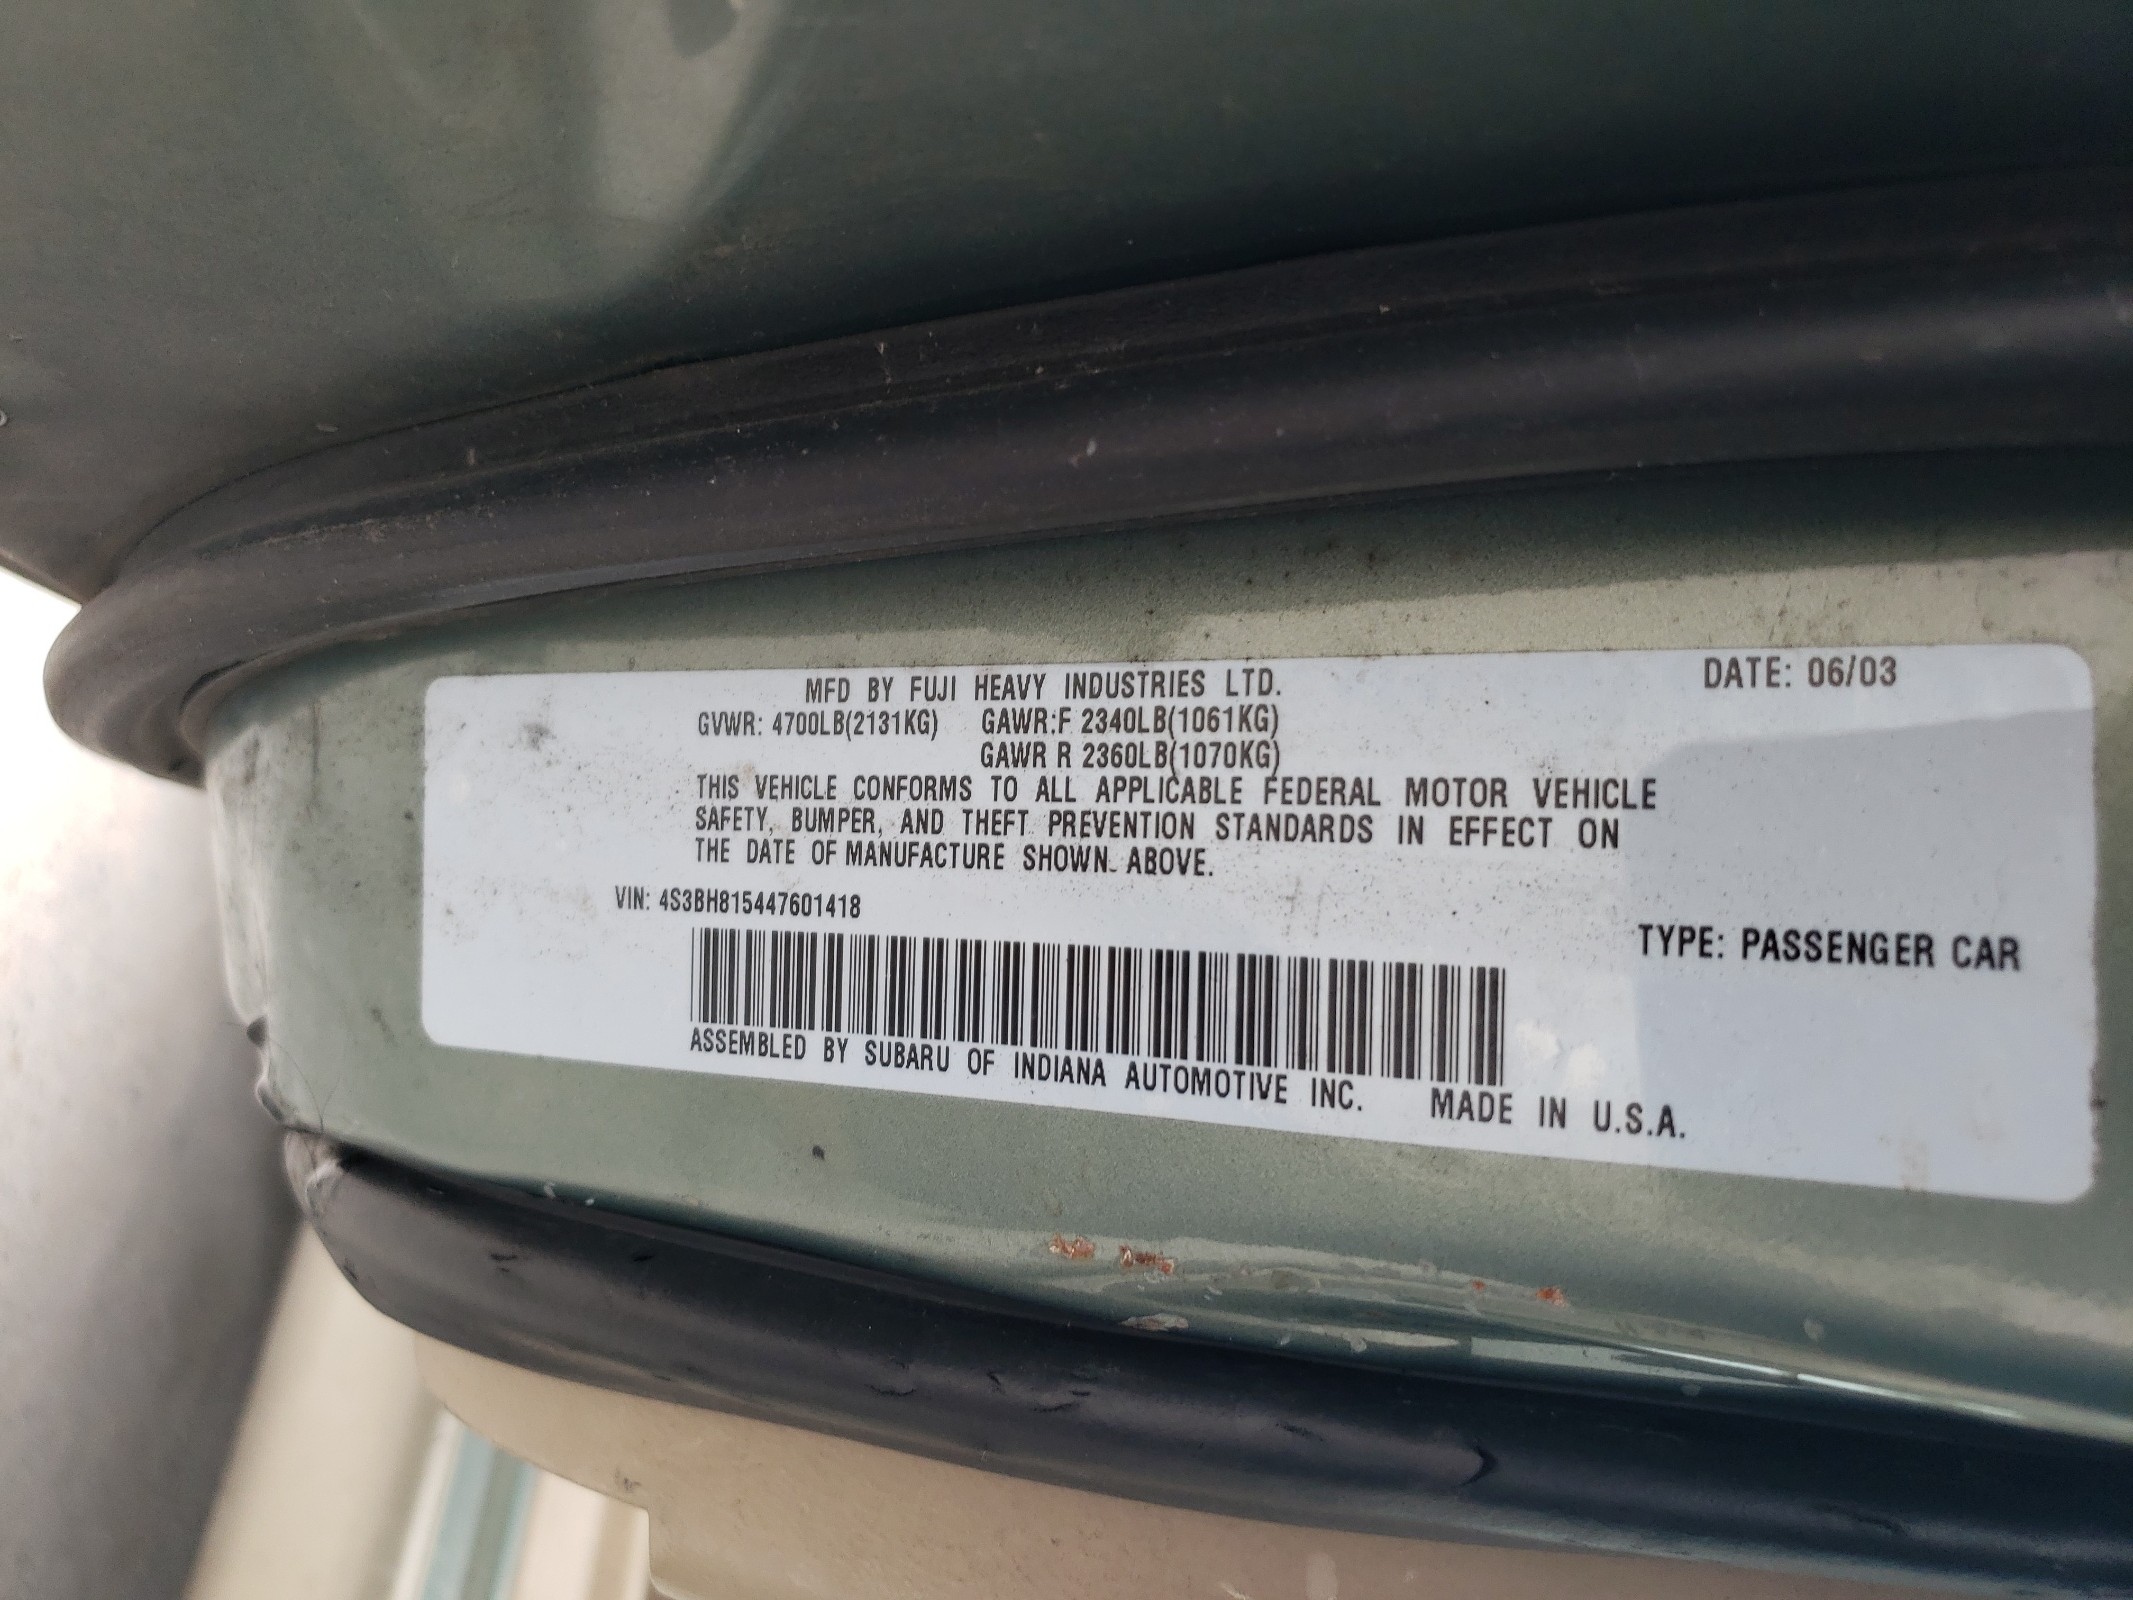 MFD BY FUJI HEAVY INDUSTRIES LTD. DATE: 06/03
GVWR: 4700LB(2131KG) GAWR:F 2340LB(1061KG)
GAWR R 2360LB(1070KG)
THIS VEHICLE CONFORMS TO ALL APPLICABLE FEDERAL MOTOR VEHICLE
SAFETY, BUMPER, AND THEFT PREVENTION STANDARDS IN EFFECT ON
THE DATE OF MANUFACTURE SHOWN ABOVE.
VIN: 4S3BH815447601418
TYPE: PASSENGER CAR
ASSEMBLED BY SUBARU OF INDIANA AUTOMOTIVE INC. MADE IN U.S.A.